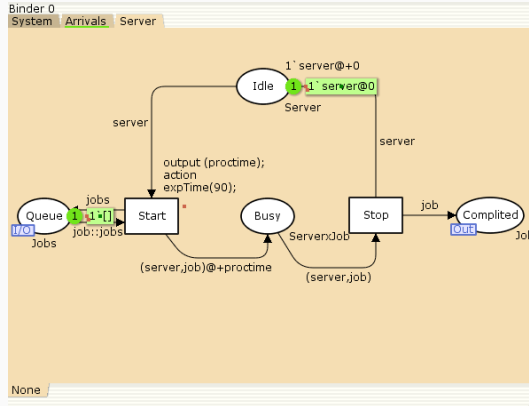 Binder 0
System Arrivals Server
1`server@+0
Idle 1 1`server@0
Server
server
server
output (proctime);
action
expTime(90);
jobs
Queue 1 1`[] Start Busy Stop job Complited
I/O job::jobs Out
Jobs ServerxJob Jo
(server,job)@+proctime
(server,job)
None